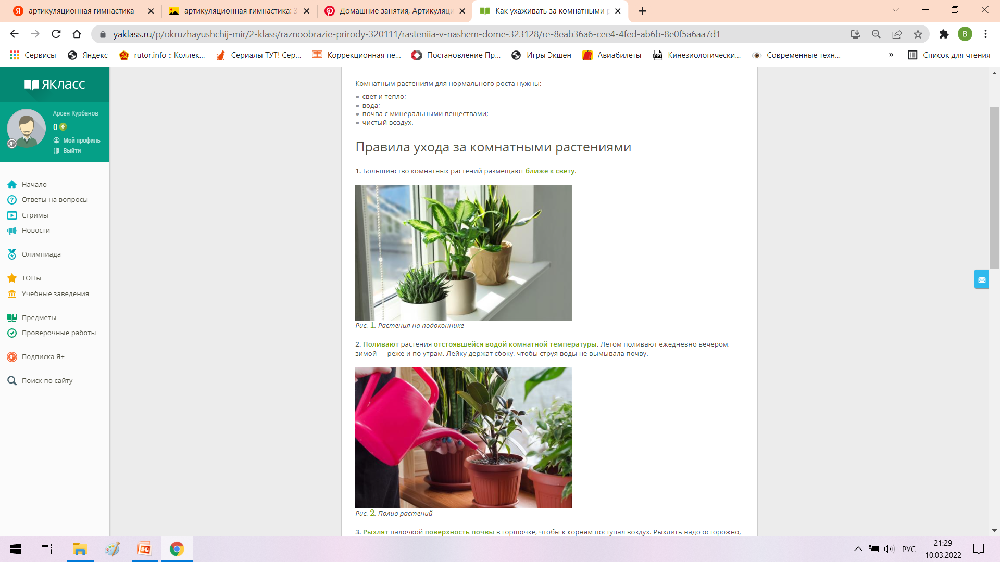 артикуляционная гимнастика —
артикуляционная гимнастика: З
Домашние занятия, Артикуляци
Как ухаживать за комнатными р
yaklass.ru/p/okruzhayushchij-mir/2-klass/raznoobrazie-prirody-320111/rasteniia-v-nashem-dome-323128/re-8eab36a6-cee4-4fed-ab6b-8e0f5a6aa7d1
В
Сервисы
Яндекс
rutor.info :: Коллек...
Сериалы ТУТ! Сер...
Коррекционная пе...
Постановление Пр...
Игры Экшен
Авиабилеты
Кинезиологически...
Современные техн...
»
Список для чтения
ЯКласс
Арсен Курбанов
0
Я+
Мой профиль
Выйти
Начало
Ответы на вопросы
Стримы
Новости
Олимпиада
ТОПы
Учебные заведения
Предметы
Проверочные работы
Подписка Я+
Поиск по сайту
Комнатным растениям для нормального роста нужны:
свет и тепло;
вода;
почва с минеральными веществами;
чистый воздух.
Правила ухода за комнатными растениями
1. Большинство комнатных растений размещают ближе к свету.
Рис. 1. Растения на подоконнике
2. Поливают растения отстоявшейся водой комнатной температуры. Летом поливают ежедневно вечером,
зимой — реже и по утрам. Лейку держат сбоку, чтобы струя воды не вымывала почву.
Рис. 2. Полив растений
3. Рыхлят палочкой поверхность почвы в горшочке, чтобы к корням поступал воздух. Рыхлить надо осторожно,
РУС
21:29
10.03.2022